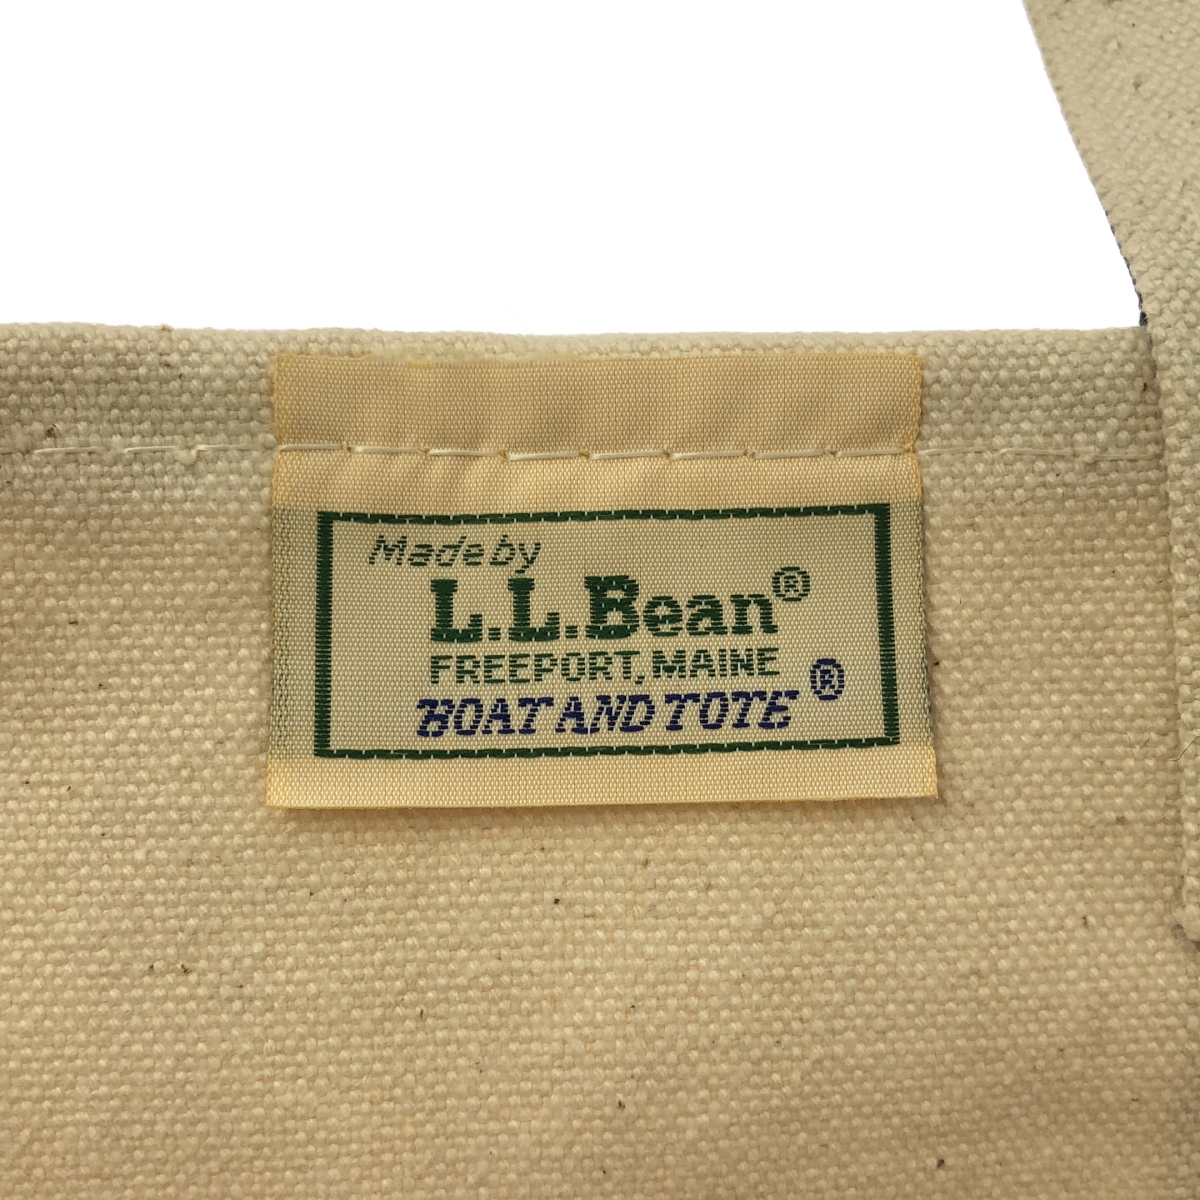 Made by
L.L.Bean®
FREEPORT, MAINE
BOAT AND TOTE®